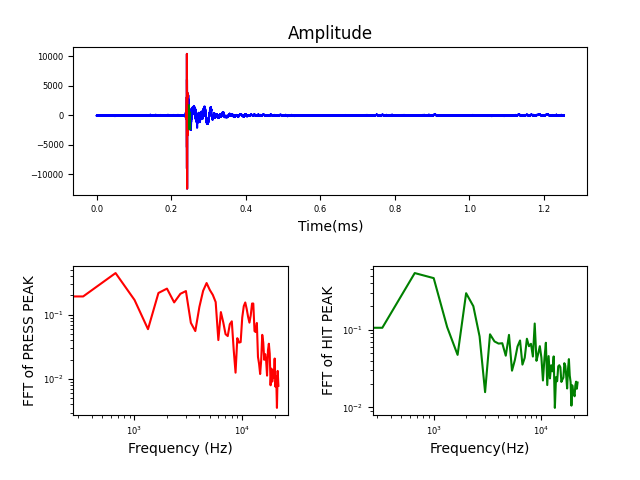 Amplitude
10000
5000
0
−5000
−10000
0.0 0.2 0.4 0.6 0.8 1.0 1.2
Time(ms)
FFT of PRESS PEAK
10⁻¹
10⁻²
10³ 10⁴
Frequency (Hz)
FFT of HIT PEAK
10⁻¹
10⁻²
10³ 10⁴
Frequency(Hz)